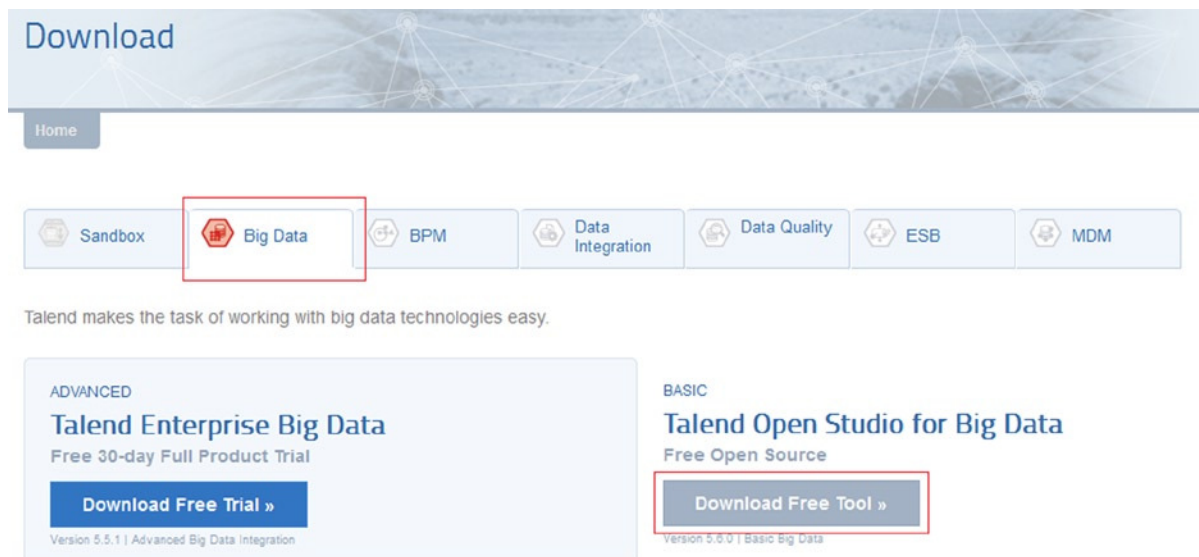 Download
Home
Sandbox
Big Data
BPM
Data
Integration
Data Quality
ESB
MDM
Talend makes the task of working with big data technologies easy.
ADVANCED
Talend Enterprise Big Data
Free 30-day Full Product Trial
Download Free Trial »
Version 5.5.1 | Advanced Big Data Integration
BASIC
Talend Open Studio for Big Data
Free Open Source
Download Free Tool »
Version 5.6.0 | Basic Big Data